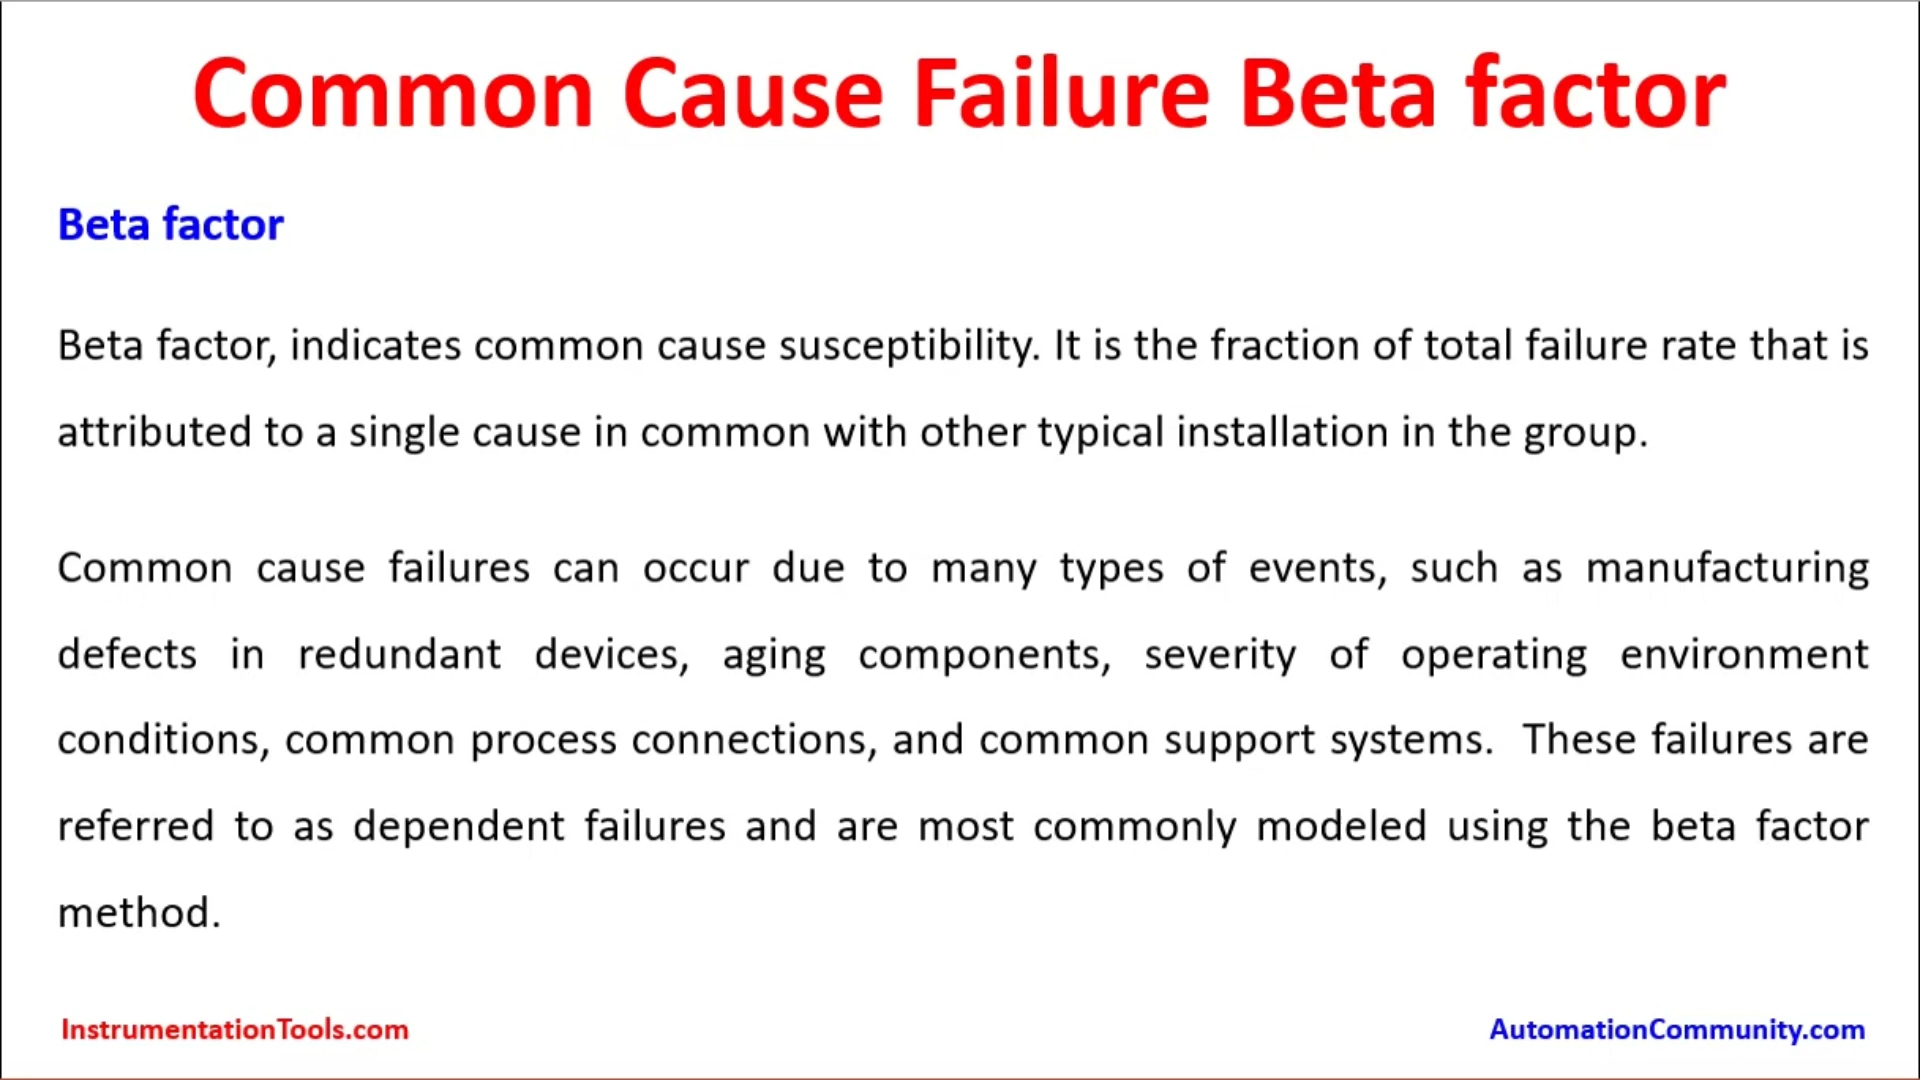 Common Cause Failure Beta factor
Beta factor
Beta factor, indicates common cause susceptibility. It is the fraction of total failure rate that is
attributed to a single cause in common with other typical installation in the group.
Common cause failures can occur due to many types of events, such as manufacturing
defects in redundant devices, aging components, severity of operating environment
conditions, common process connections, and common support systems.  These failures are
referred to as dependent failures and are most commonly modeled using the beta factor
method.
InstrumentationTools.com
AutomationCommunity.com